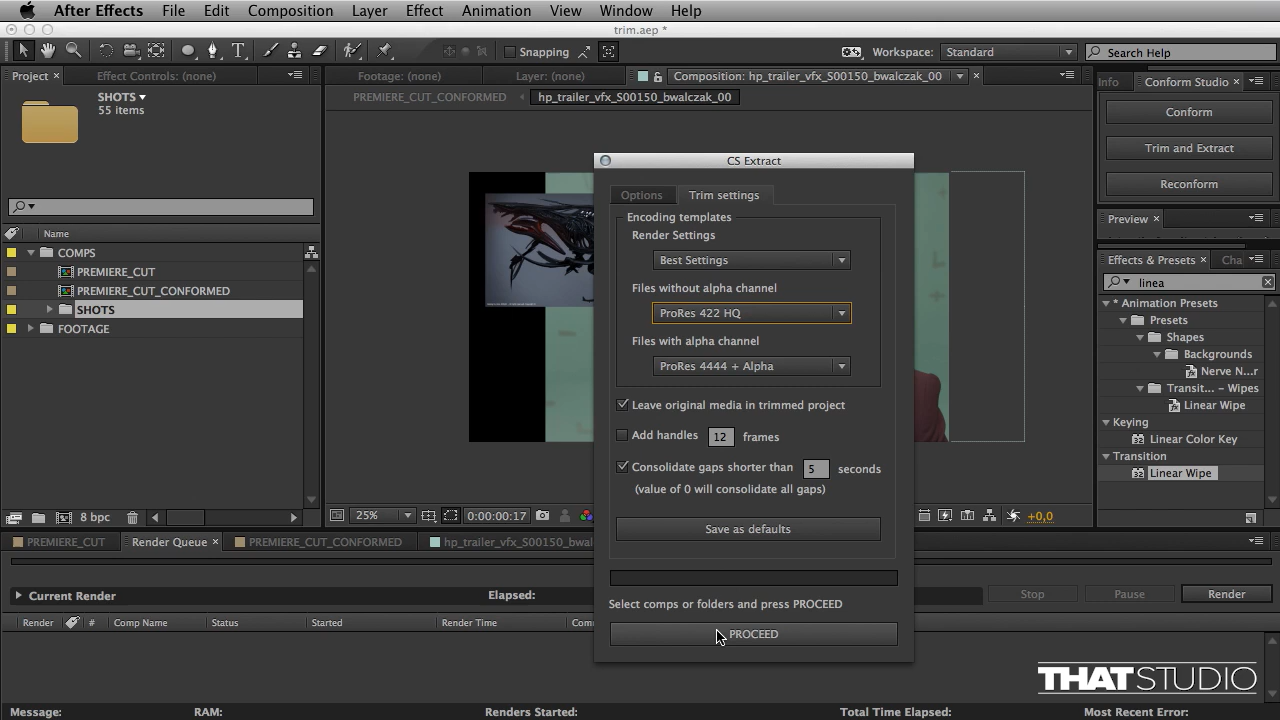 After Effects File Edit Composition Layer Effect Animation View Window Help
trim.aep *
Snapping Workspace: Standard Search Help
Project Effect Controls: (none) Footage: (none) Layer: (none) Composition: hp_trailer_vfx_S00150_bwalczak_00 Info Conform Studio
SHOTS
55 items
PREMIERE_CUT_CONFORMED hp_trailer_vfx_S00150_bwalczak_00
Conform
Trim and Extract
Reconform
Preview
Effects & Presets Cha
linea
* Animation Presets
Presets
Shapes
Backgrounds
Nerve N...r
Transit... – Wipes
Linear Wipe
Keying
Linear Color Key
Transition
Linear Wipe
Name
COMPS
PREMIERE_CUT
PREMIERE_CUT_CONFORMED
SHOTS
FOOTAGE
8 bpc
CS Extract
Options Trim settings
Encoding templates
Render Settings
Best Settings
Files without alpha channel
ProRes 422 HQ
Files with alpha channel
ProRes 4444 + Alpha
Leave original media in trimmed project
Add handles 12 frames
Consolidate gaps shorter than 5 seconds
(value of 0 will consolidate all gaps)
Save as defaults
Select comps or folders and press PROCEED
PROCEED
25% 0:00:00:17 +0,0
PREMIERE_CUT Render Queue PREMIERE_CUT_CONFORMED hp_trailer_vfx_S00150_bwal
Current Render Elapsed: Stop Pause Render
Render # Comp Name Status Started Render Time Com
THATSTUDIO
Message: RAM: Renders Started: Total Time Elapsed: Most Recent Error: